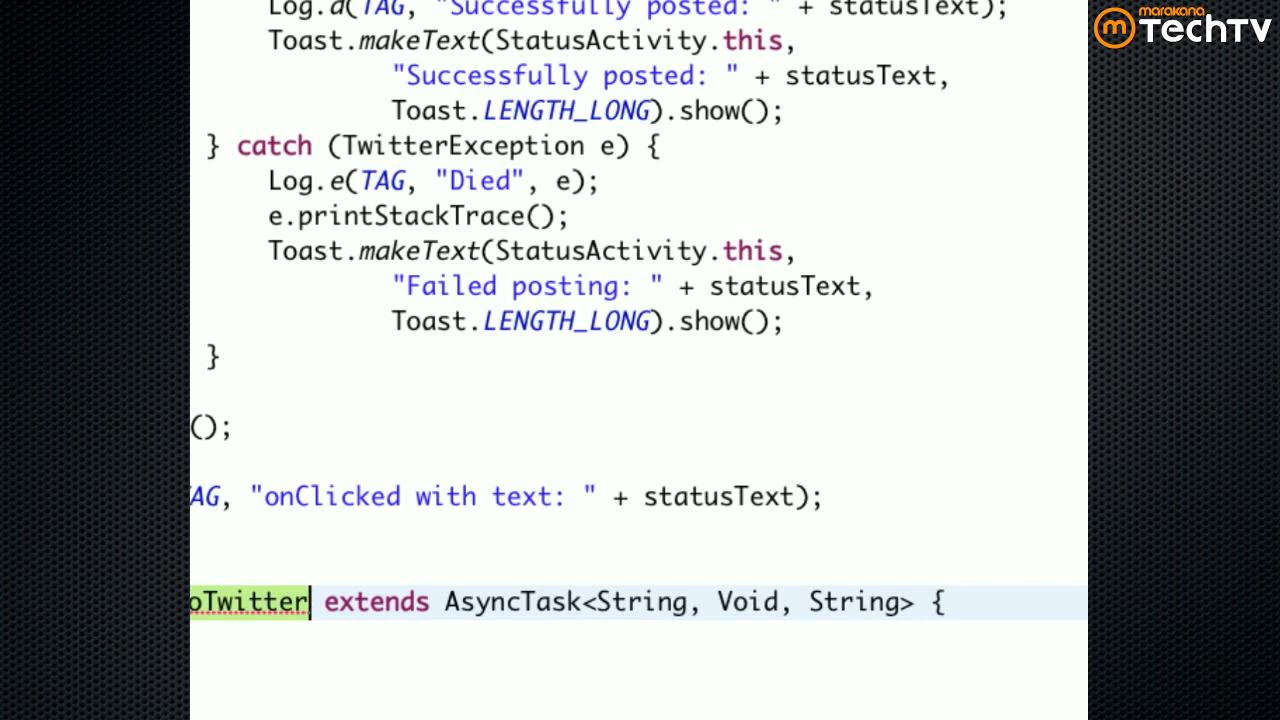 marakana
TechTV
Log.d(TAG, "Successfully posted: " + statusText);
Toast.makeText(StatusActivity.this,
"Successfully posted: " + statusText,
Toast.LENGTH_LONG).show();
} catch (TwitterException e) {
Log.e(TAG, "Died", e);
e.printStackTrace();
Toast.makeText(StatusActivity.this,
"Failed posting: " + statusText,
Toast.LENGTH_LONG).show();
}
();
AG, "onClicked with text: " + statusText);
oTwitter extends AsyncTask<String, Void, String> {